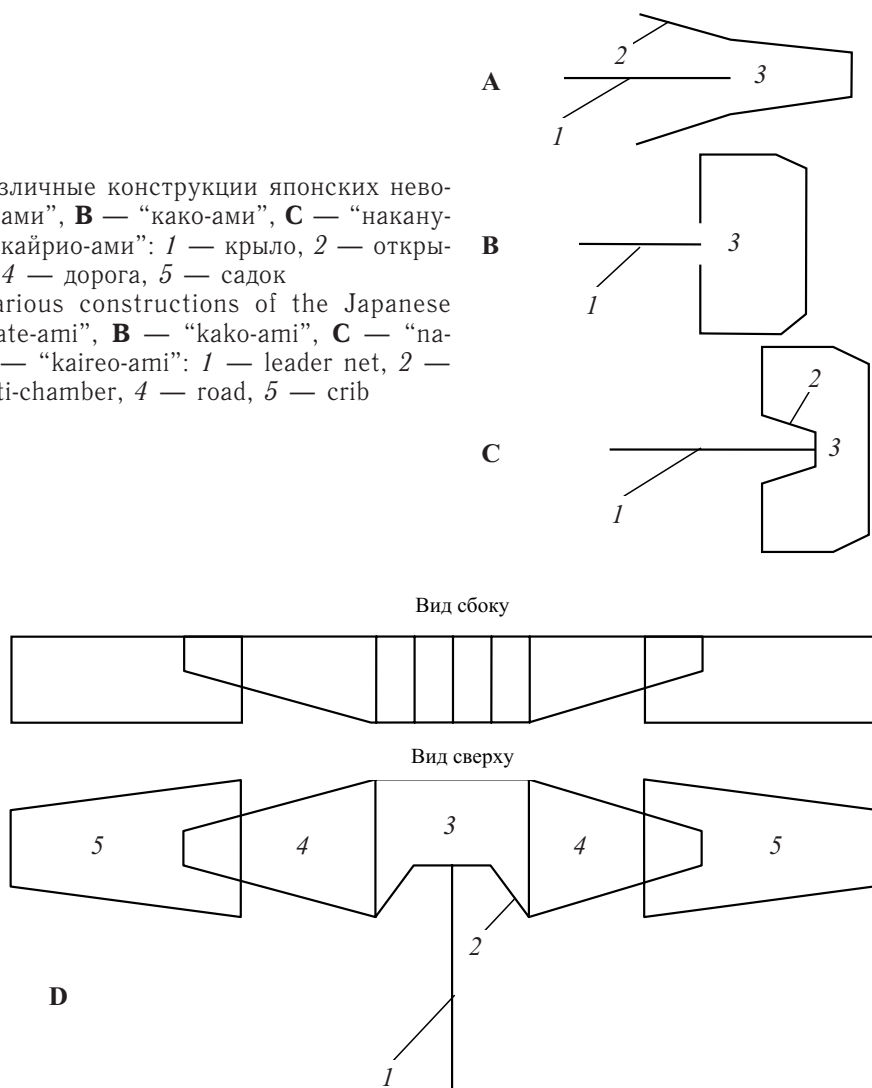 зличные конструкции японских нево-
ами”, В — “како-ами”, С — “накану-
кайрио-ами”: 1 — крыло, 2 — откры-
4 — дорога, 5 — садок
arious constructions of the Japanese
ate-ami”, B — “kako-ami”, C — “na-
— “kaireo-ami”: 1 — leader net, 2 —
ti-chamber, 4 — road, 5 — crib
A
2
3
1
B
3
1
C
2
3
1
Вид сбоку
Вид сверху
5
4
3
4
5
2
D
1